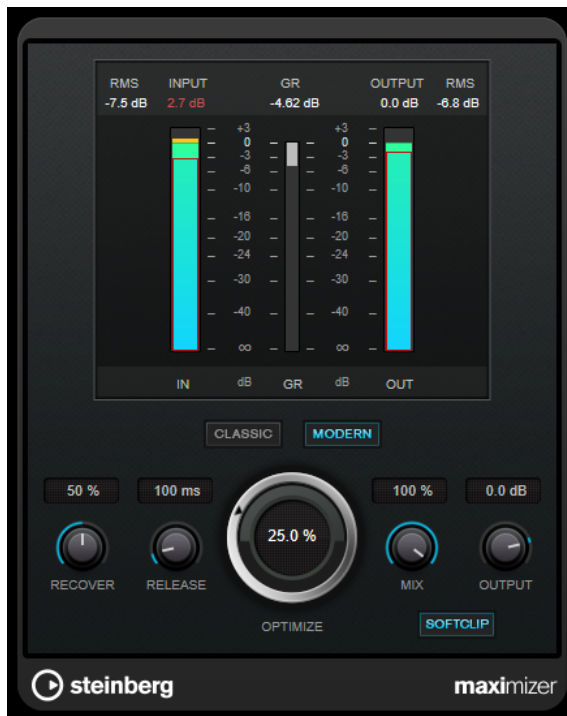 RMS INPUT GR OUTPUT RMS
-7.5 dB 2.7 dB -4.62 dB 0.0 dB -6.8 dB
+3 +3
0 0
-3 -3
-6 -6
-10 -10
-16 -16
-20 -20
-24 -24
-30 -30
-40 -40
∞ ∞
IN dB GR dB OUT
CLASSIC MODERN
50 % 100 ms 25.0 % 100 % 0.0 dB
RECOVER RELEASE OPTIMIZE MIX OUTPUT
SOFTCLIP
steinberg maximizer